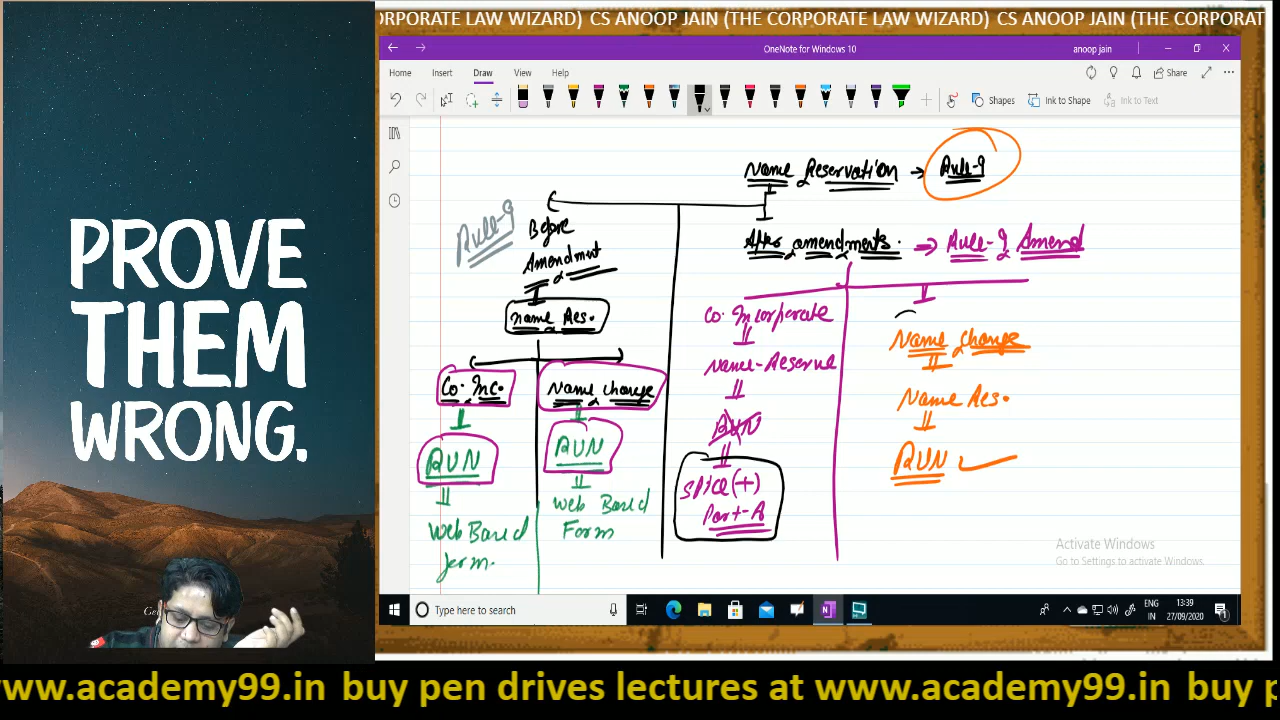 ORPORATE LAW WIZARD) CS ANOOP JAIN (THE CORPORATE LAW WIZARD) CS ANOOP JAIN (THE CORPORAT
OneNote for Windows 10
anoop jain
Home Insert Draw View Help
Share
Shapes
Ink to Shape
Ink to Text
PROVE
THEM
WRONG.
Name Reservation → Rule-9
Rule-9
Before
Amendment
After amendments. ⇒ Rule-9 Amend
Name Res.
Co. Inc.
Name change
RUN
RUN
Web Based
Form.
Web Based
Form
Co. Incorporate
Name-Reserve
RUN
Spice(+)
Part-A
Name change
Name Res.
RUN
Activate Windows
Go to Settings to activate Windows.
Type here to search
ENG
IN
13:39
27/09/2020
ww.academy99.in buy pen drives lectures at www.academy99.in buy p